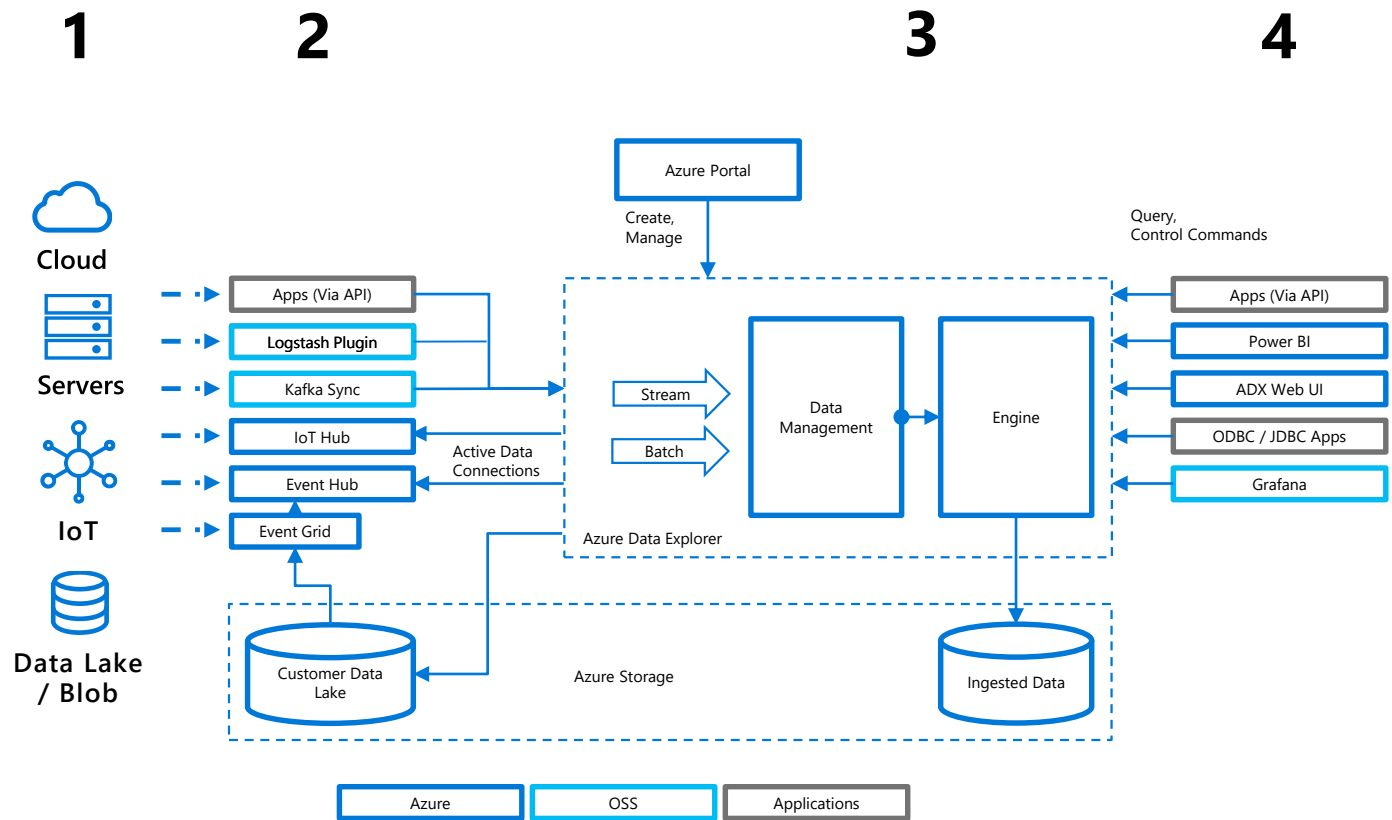 1
2
3
4
Azure Portal
Create,
Manage
Query,
Control Commands
Cloud
Servers
IoT
Data Lake
/ Blob
Apps (Via API)
Logstash Plugin
Kafka Sync
IoT Hub
Event Hub
Event Grid
Active Data
Connections
Stream
Batch
Data
Management
Engine
Azure Data Explorer
Apps (Via API)
Power BI
ADX Web UI
ODBC / JDBC Apps
Grafana
Customer Data
Lake
Azure Storage
Ingested Data
Azure
OSS
Applications